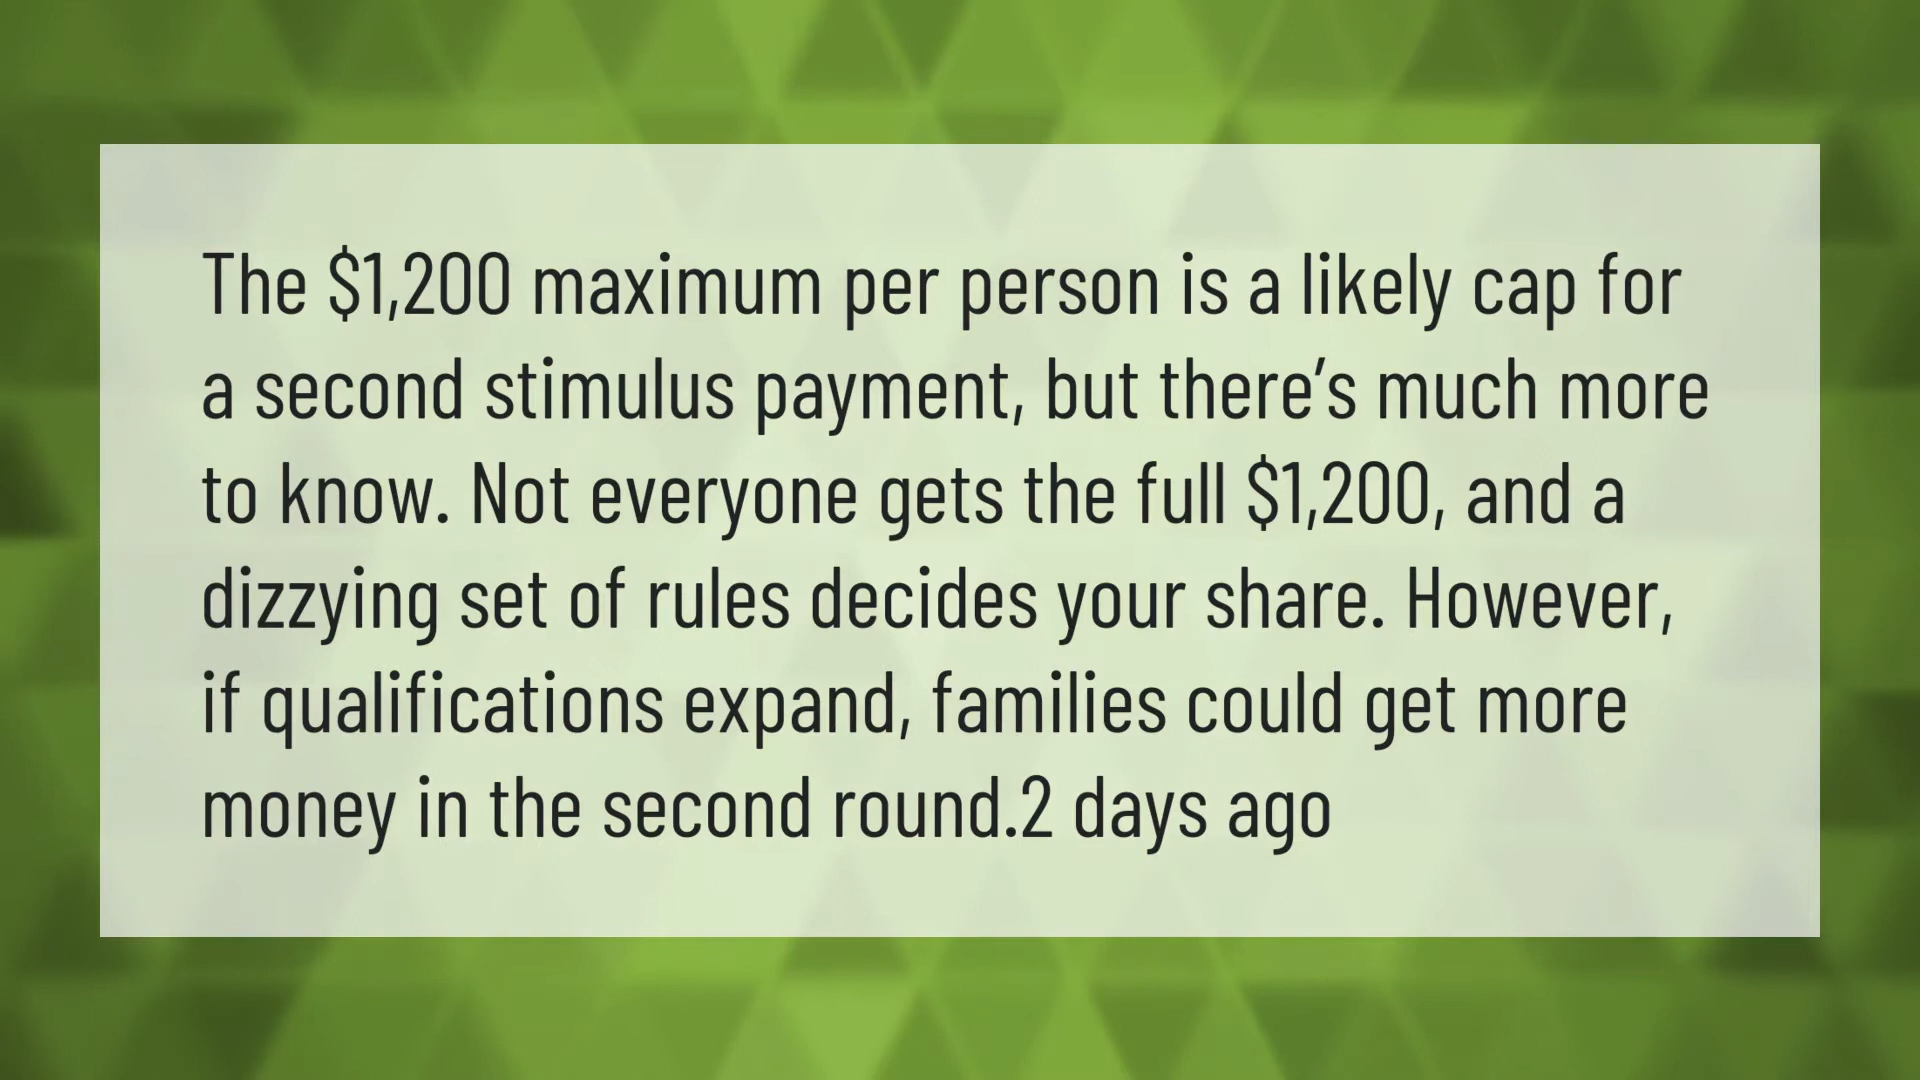 The $1,200 maximum per person is a likely cap for
a second stimulus payment, but there’s much more
to know. Not everyone gets the full $1,200, and a
dizzying set of rules decides your share. However,
if qualifications expand, families could get more
money in the second round.2 days ago